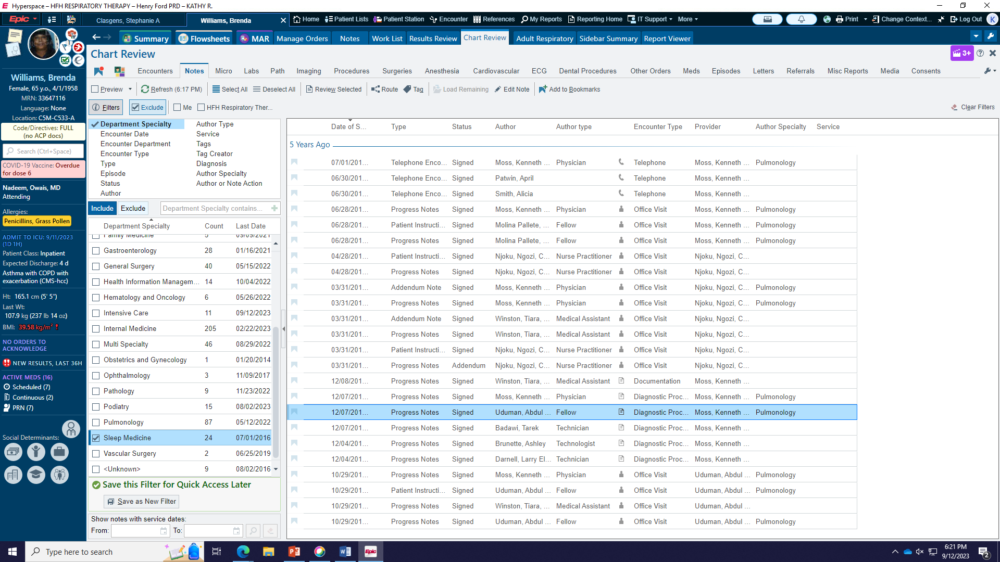 Hyperspace – HFH RESPIRATORY THERAPY – Henry Ford PRD – KATHY R.
Epic Clasgens, Stephanie A Williams, Brenda Home Patient Lists Patient Station Encounter References My Reports Reporting Home IT Support More Print Change Context... Log Out K
Summary Flowsheets MAR Manage Orders Notes Work List Results Review Chart Review Adult Respiratory Sidebar Summary Report Viewer
Chart Review 3+
Encounters Notes Micro Labs Path Imaging Procedures Surgeries Anesthesia Cardiovascular ECG Dental Procedures Other Orders Meds Episodes Letters Referrals Misc Reports Media Consents
Preview Refresh (6:17 PM) Select All Deselect All Review Selected Route Tag Load Remaining Edit Note Add to Bookmarks
Filters Exclude Me HFH Respiratory Ther... Clear Filters
Williams, Brenda
Female, 65 y.o., 4/1/1958
MRN: 33647116
Language: None
Location: C5M-C533-A
Code/Directives: FULL
(no ACP docs)
Search (Ctrl+Space)
COVID-19 Vaccine: Overdue
for dose 6
Nadeem, Owais, MD
Attending
Allergies:
Penicillins, Grass Pollen
ADMIT TO ICU: 9/11/2023
(1D 1H)
Patient Class: Inpatient
Expected Discharge: 4 d
Asthma with COPD with
exacerbation (CMS-hcc)
Ht: 165.1 cm (5' 5")
Last Wt:
107.9 kg (237 lb 14 oz)
BMI: 39.58 kg/m² !
NO ORDERS TO
ACKNOWLEDGE
NEW RESULTS, LAST 36H
ACTIVE MEDS (16)
Scheduled (7)
Continuous (2)
PRN (7)
Social Determinants:
Department Specialty Author Type
Encounter Date Service
Encounter Department Tags
Encounter Type Tag Creator
Type Diagnosis
Episode Author Specialty
Status Author or Note Action
Author
Include Exclude Department Specialty contains...
Department Specialty Count Last Date
Family Medicine 5 09/09/2021
Gastroenterology 28 01/16/2021
General Surgery 40 05/15/2022
Health Information Managem... 14 10/04/2022
Hematology and Oncology 6 05/26/2022
Intensive Care 11 09/12/2023
Internal Medicine 205 02/22/2023
Multi Specialty 46 08/29/2022
Obstetrics and Gynecology 1 01/20/2014
Ophthalmology 3 11/09/2017
Pathology 9 11/23/2022
Podiatry 15 08/02/2023
Pulmonology 87 05/12/2022
Sleep Medicine 24 07/01/2016
Vascular Surgery 2 06/25/2019
<Unknown> 9 08/02/2016
Save this Filter for Quick Access Later
Save as New Filter
Show notes with service dates:
From: To:
Date of S... Type Status Author Author type Encounter Type Provider Author Specialty Service
5 Years Ago
07/01/201... Telephone Enco... Signed Moss, Kenneth ... Physician Telephone Moss, Kenneth ... Pulmonology
06/30/201... Telephone Enco... Signed Patwin, April Telephone Moss, Kenneth ...
06/30/201... Telephone Enco... Signed Smith, Alicia Telephone Moss, Kenneth ...
06/28/201... Progress Notes Signed Moss, Kenneth ... Physician Office Visit Moss, Kenneth ... Pulmonology
06/28/201... Patient Instructi... Signed Molina Pallete, ... Fellow Office Visit Moss, Kenneth ... Pulmonology
06/28/201... Progress Notes Signed Molina Pallete, ... Fellow Office Visit Moss, Kenneth ... Pulmonology
04/28/201... Patient Instructi... Signed Njoku, Ngozi, C... Nurse Practitioner Office Visit Njoku, Ngozi, C...
04/28/201... Progress Notes Signed Njoku, Ngozi, C... Nurse Practitioner Office Visit Njoku, Ngozi, C...
03/31/201... Addendum Note Signed Moss, Kenneth ... Physician Office Visit Njoku, Ngozi, C... Pulmonology
03/31/201... Progress Notes Signed Moss, Kenneth ... Physician Office Visit Njoku, Ngozi, C... Pulmonology
03/31/201... Addendum Note Signed Winston, Tiara, ... Medical Assistant Office Visit Njoku, Ngozi, C...
03/31/201... Progress Notes Signed Winston, Tiara, ... Medical Assistant Office Visit Njoku, Ngozi, C...
03/31/201... Patient Instructi... Signed Njoku, Ngozi, C... Nurse Practitioner Office Visit Njoku, Ngozi, C...
03/31/201... Progress Notes Addendum Njoku, Ngozi, C... Nurse Practitioner Office Visit Njoku, Ngozi, C...
12/08/201... Progress Notes Signed Winston, Tiara, ... Medical Assistant Documentation Moss, Kenneth ...
12/07/201... Progress Notes Signed Moss, Kenneth ... Physician Diagnostic Proc... Moss, Kenneth ... Pulmonology
12/07/201... Progress Notes Signed Uduman, Abdul ... Fellow Diagnostic Proc... Moss, Kenneth ... Pulmonology
12/07/201... Progress Notes Signed Badawi, Tarek Technician Diagnostic Proc... Moss, Kenneth ...
12/04/201... Progress Notes Signed Brunette, Ashley Technologist Diagnostic Proc... Moss, Kenneth ...
12/04/201... Progress Notes Signed Darnell, Larry El... Technician Diagnostic Proc... Moss, Kenneth ...
10/29/201... Progress Notes Signed Moss, Kenneth ... Physician Office Visit Uduman, Abdul ... Pulmonology
10/29/201... Patient Instructi... Signed Uduman, Abdul ... Fellow Office Visit Uduman, Abdul ... Pulmonology
10/29/201... Progress Notes Signed Winston, Tiara, ... Medical Assistant Office Visit Uduman, Abdul ...
10/29/201... Progress Notes Signed Uduman, Abdul ... Fellow Office Visit Uduman, Abdul ... Pulmonology
Type here to search
Epic
6:21 PM
9/12/2023
2